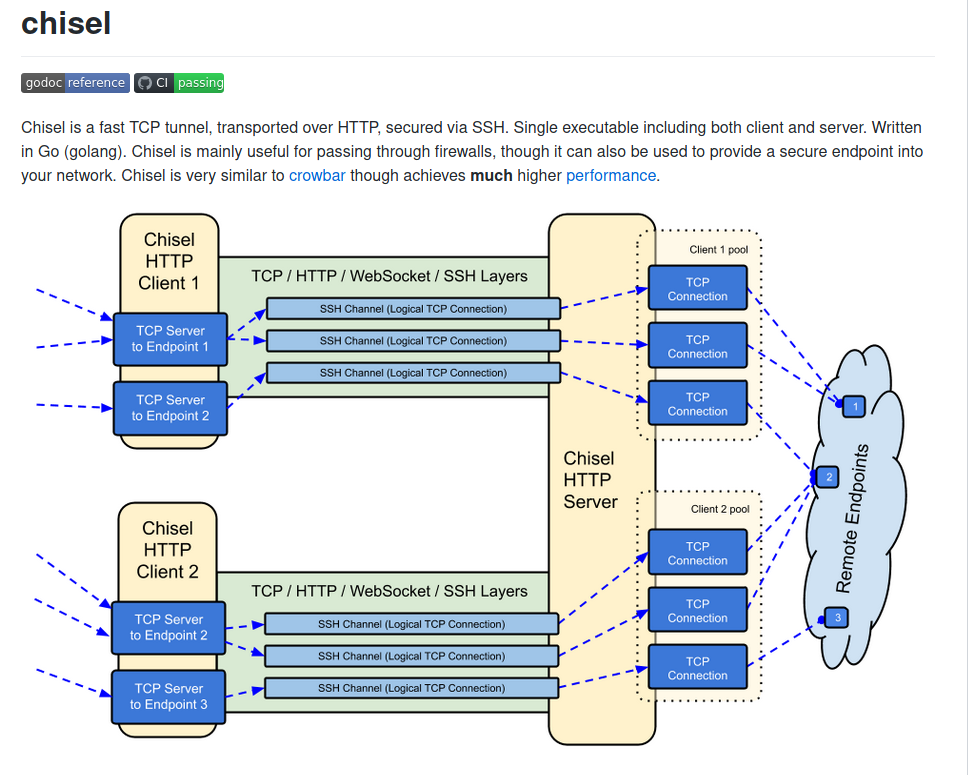 chisel
godoc reference CI passing
Chisel is a fast TCP tunnel, transported over HTTP, secured via SSH. Single executable including both client and server. Written
in Go (golang). Chisel is mainly useful for passing through firewalls, though it can also be used to provide a secure endpoint into
your network. Chisel is very similar to crowbar though achieves much higher performance.
Chisel
HTTP
Client 1
TCP Server
to Endpoint 1
TCP Server
to Endpoint 2
TCP / HTTP / WebSocket / SSH Layers
SSH Channel (Logical TCP Connection)
SSH Channel (Logical TCP Connection)
SSH Channel (Logical TCP Connection)
Chisel
HTTP
Server
Client 1 pool
TCP
Connection
TCP
Connection
TCP
Connection
Chisel
HTTP
Client 2
TCP Server
to Endpoint 2
TCP Server
to Endpoint 3
TCP / HTTP / WebSocket / SSH Layers
SSH Channel (Logical TCP Connection)
SSH Channel (Logical TCP Connection)
SSH Channel (Logical TCP Connection)
Client 2 pool
TCP
Connection
TCP
Connection
TCP
Connection
Remote Endpoints
1
2
3